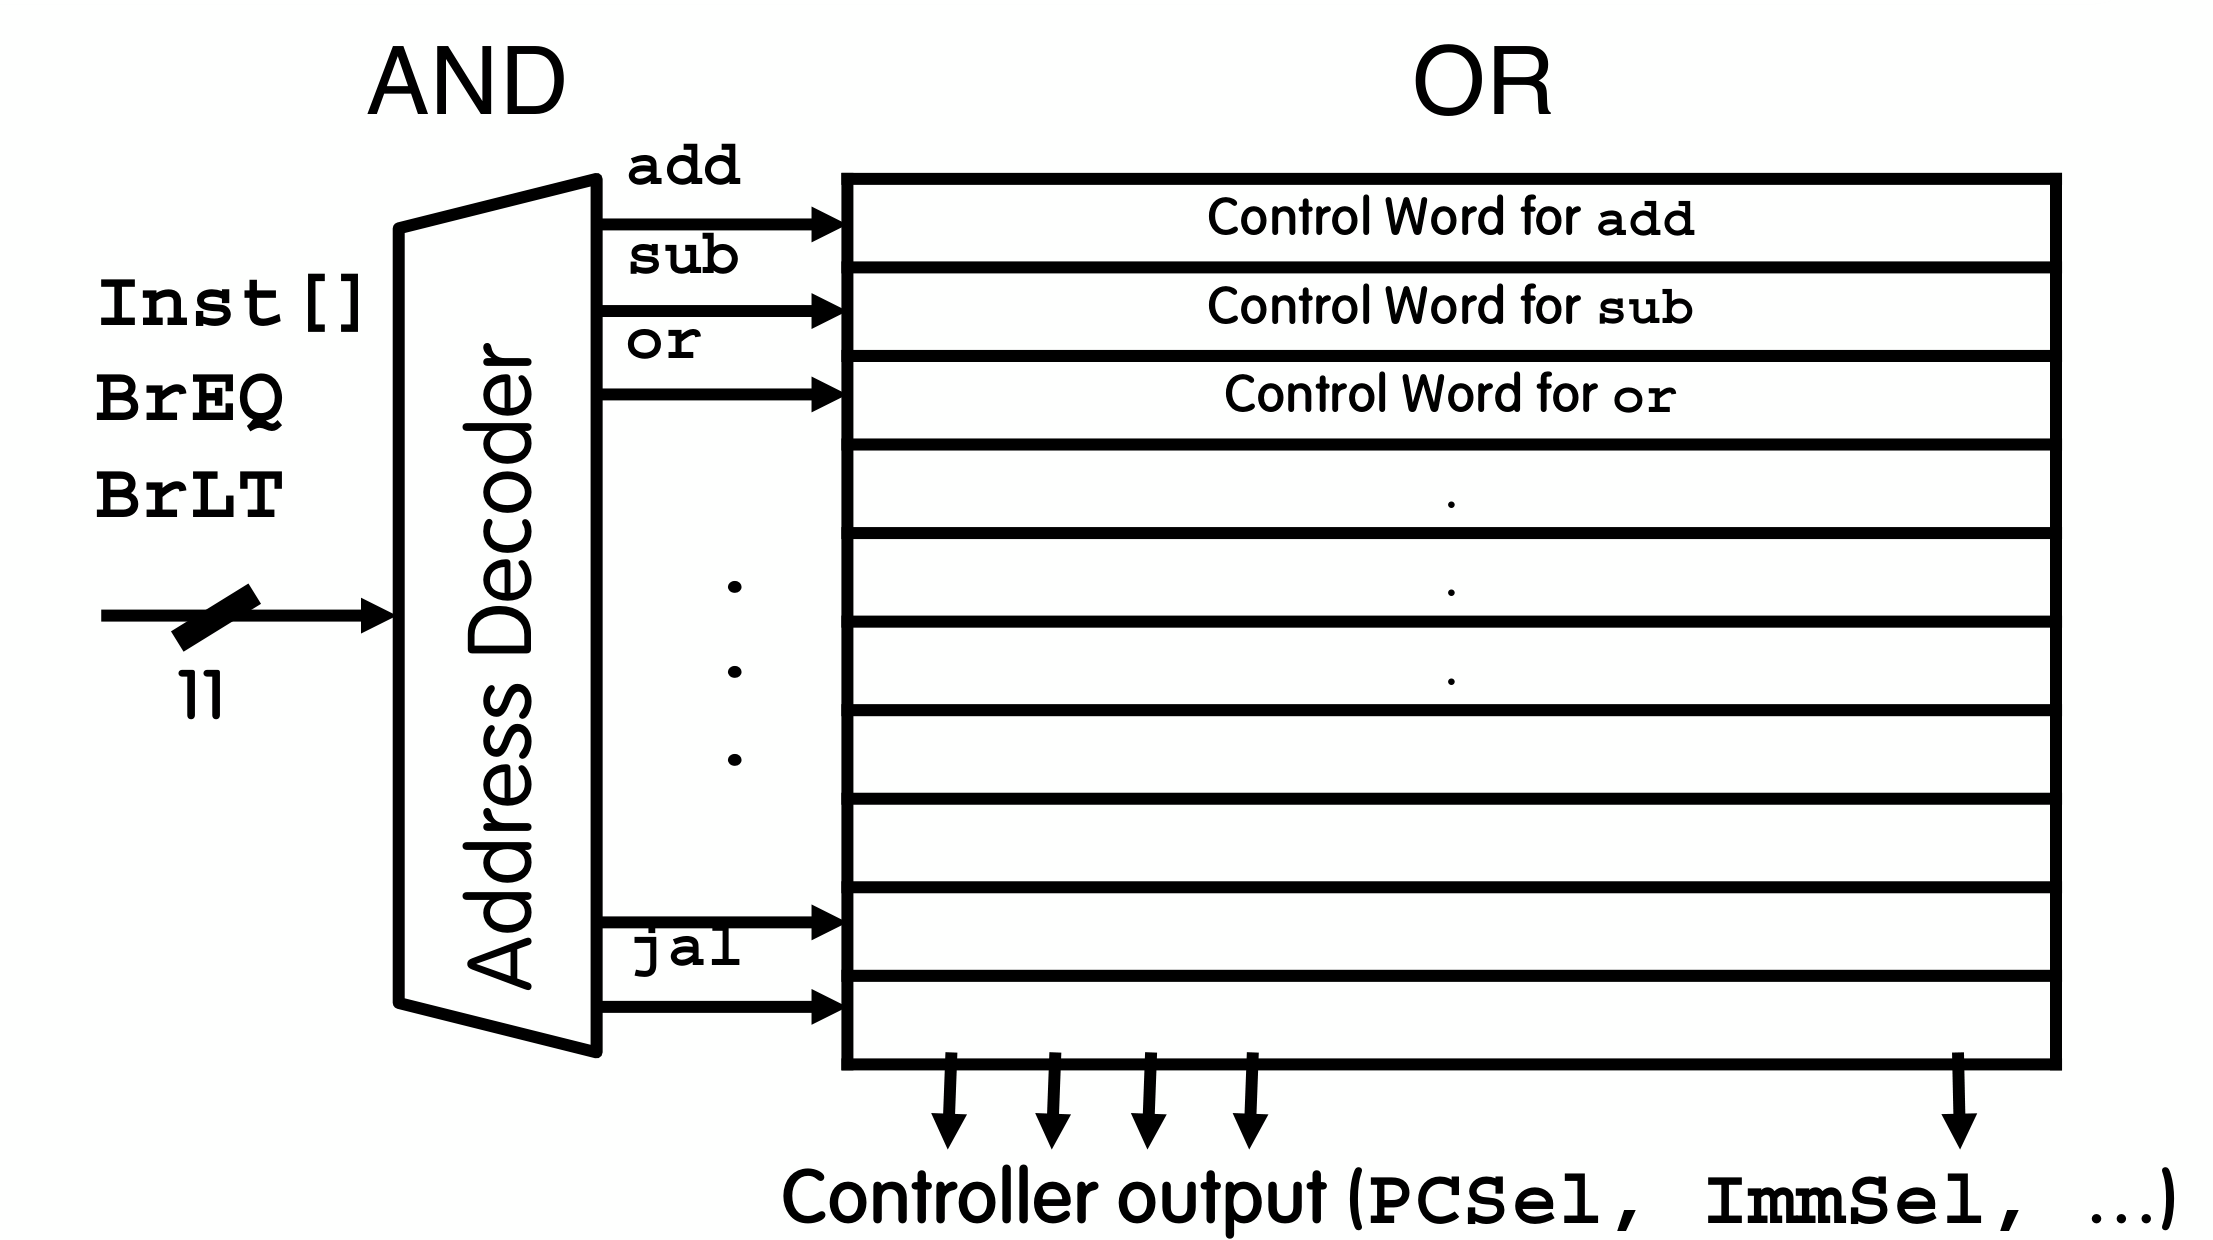 AND
OR
add
sub
or
Control Word for add
Control Word for sub
Control Word for or
.
.
.
Inst[]
BrEQ
BrLT
11
Address Decoder
.
.
.
jal
Controller output (PCSel, ImmSel, ...)